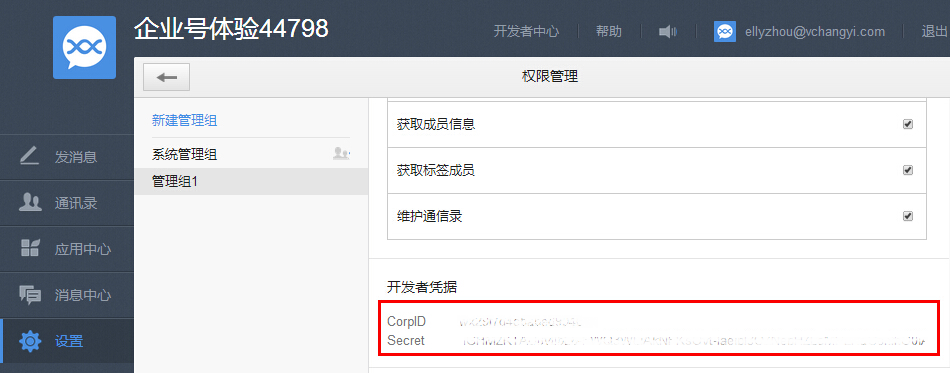 企业号体验44798
开发者中心 帮助 ellyzhou@vchangyi.com 退出
权限管理
新建管理组
系统管理组
管理组1
发消息
通讯录
应用中心
消息中心
设置
获取成员信息
获取标签成员
维护通信录
开发者凭据
CorpID
Secret